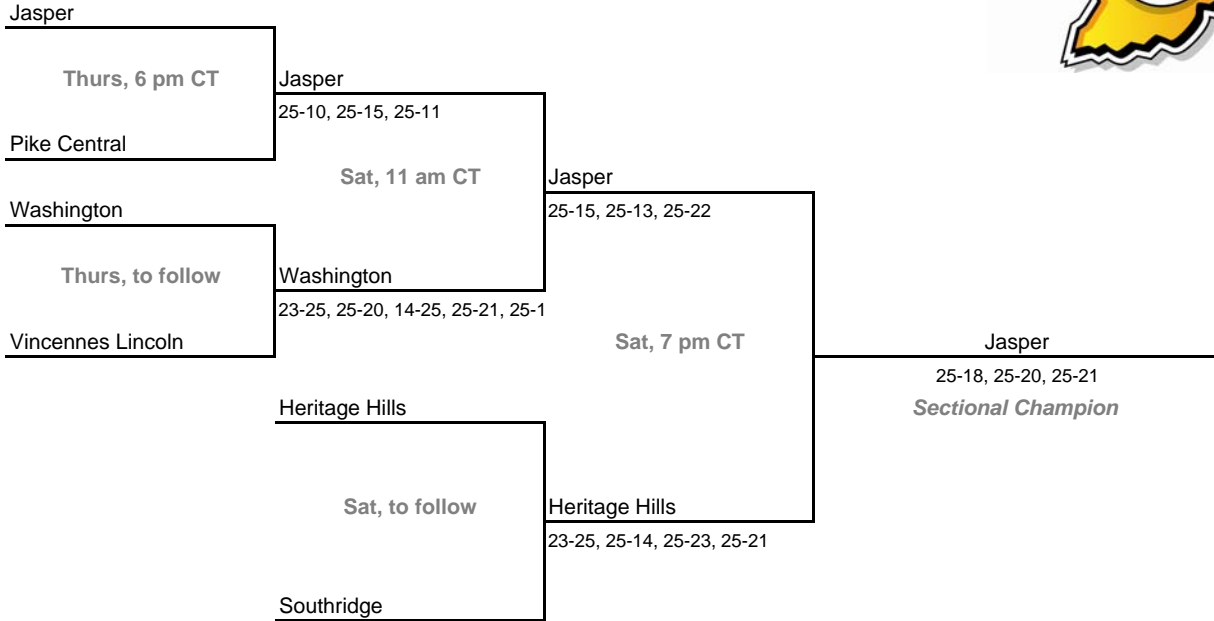 Jasper
Thurs, 6 pm CT
Jasper
25-10, 25-15, 25-11
Pike Central
Sat, 11 am CT
Jasper
Washington
25-15, 25-13, 25-22
Thurs, to follow
Washington
23-25, 25-20, 14-25, 25-21, 25-1
Vincennes Lincoln
Sat, 7 pm CT
Jasper
25-18, 25-20, 25-21
Heritage Hills
Sectional Champion
Sat, to follow
Heritage Hills
23-25, 25-14, 25-23, 25-21
Southridge